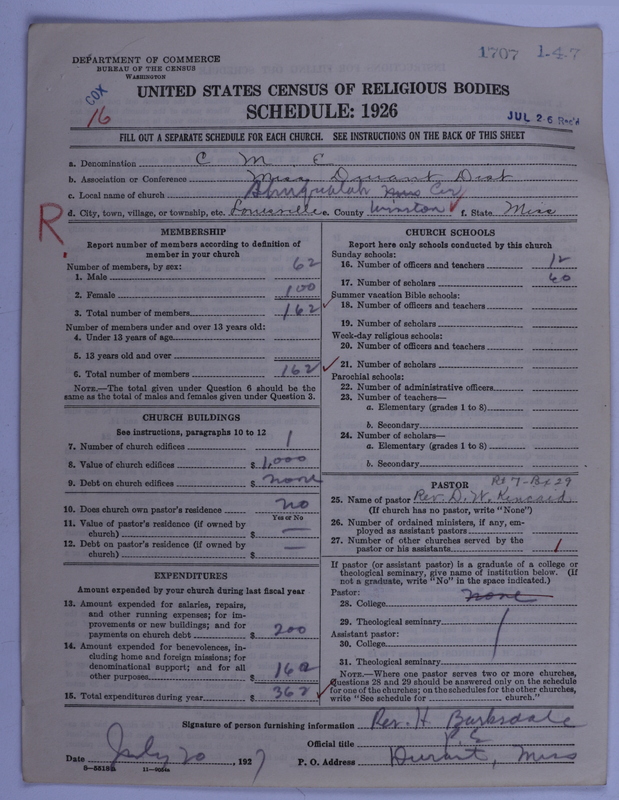 1707 1-4-7
DEPARTMENT OF COMMERCE
BUREAU OF THE CENSUS
WASHINGTON
COX
16
UNITED STATES CENSUS OF RELIGIOUS BODIES
SCHEDULE: 1926
JUL 26 Rec'd
FILL OUT A SEPARATE SCHEDULE FOR EACH CHURCH. SEE INSTRUCTIONS ON THE BACK OF THIS SHEET
a. Denomination C M E
b. Association or Conference Miss Durant Dist
c. Local name of church
d. City, town, village, or township, etc. Louisville e. County Winston f. State Miss
R
MEMBERSHIP
Report number of members according to definition of
member in your church
Number of members, by sex:
1. Male 62
2. Female 100
3. Total number of members 162
Number of members under and over 13 years old:
4. Under 13 years of age
5. 13 years old and over
6. Total number of members 162
NOTE.—The total given under Question 6 should be
the same as the total of males and females given under Question 3.
CHURCH BUILDINGS
See instructions, paragraphs 10 to 12
7. Number of church edifices 1
8. Value of church edifices $ 1,000
9. Debt on church edifices $ none
10. Does church own pastor's residence no
Yes or No
11. Value of pastor's residence (if owned by
church) $ —
12. Debt on pastor's residence (if owned by
church) $ —
EXPENDITURES
Amount expended by your church during last fiscal year
13. Amount expended for salaries, repairs,
and other running expenses; for im-
provements or new buildings; and for
payments on church debt $ 200
14. Amount expended for benevolences, in-
cluding home and foreign missions; for
denominational support; and for all
other purposes $ 162
15. Total expenditures during year $ 362
CHURCH SCHOOLS
Report here only schools conducted by this church
Sunday schools:
16. Number of officers and teachers 12
17. Number of scholars 60
Summer vacation Bible schools:
18. Number of officers and teachers
19. Number of scholars
Week-day religious schools:
20. Number of officers and teachers
21. Number of scholars
Parochial schools:
22. Number of administrative officers
23. Number of teachers—
a. Elementary (grades 1 to 8)
b. Secondary
24. Number of scholars—
a. Elementary (grades 1 to 8)
b. Secondary
PASTOR Rt 7-Bx 29
25. Name of pastor Rev. D. W. Kincaid
(If church has no pastor, write "None")
26. Number of ordained ministers, if any, em-
ployed as assistant pastors
27. Number of other churches served by the
pastor or his assistants 1
If pastor (or assistant pastor) is a graduate of a college or
theological seminary, give name of institution below. (If
not a graduate, write "No" in the space indicated.)
Pastor:
28. College none
29. Theological seminary
Assistant pastor:
30. College
31. Theological seminary
NOTE.—Where one pastor serves two or more churches,
Questions 28 and 29 should be answered only on the schedule
for one of the churches; on the schedules for the other churches,
write "See schedule for church."
Signature of person furnishing information Rev. H Barksdale
Official title P E
Date July 20, 1927 P. O. Address Durant, Miss